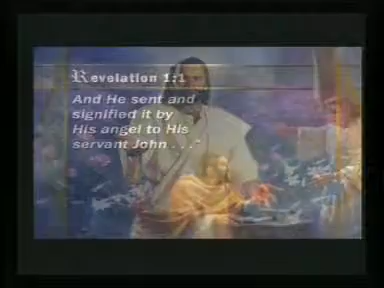 Revelation 1:1
And He sent and
signified it by
His angel to His
servant John . . ."